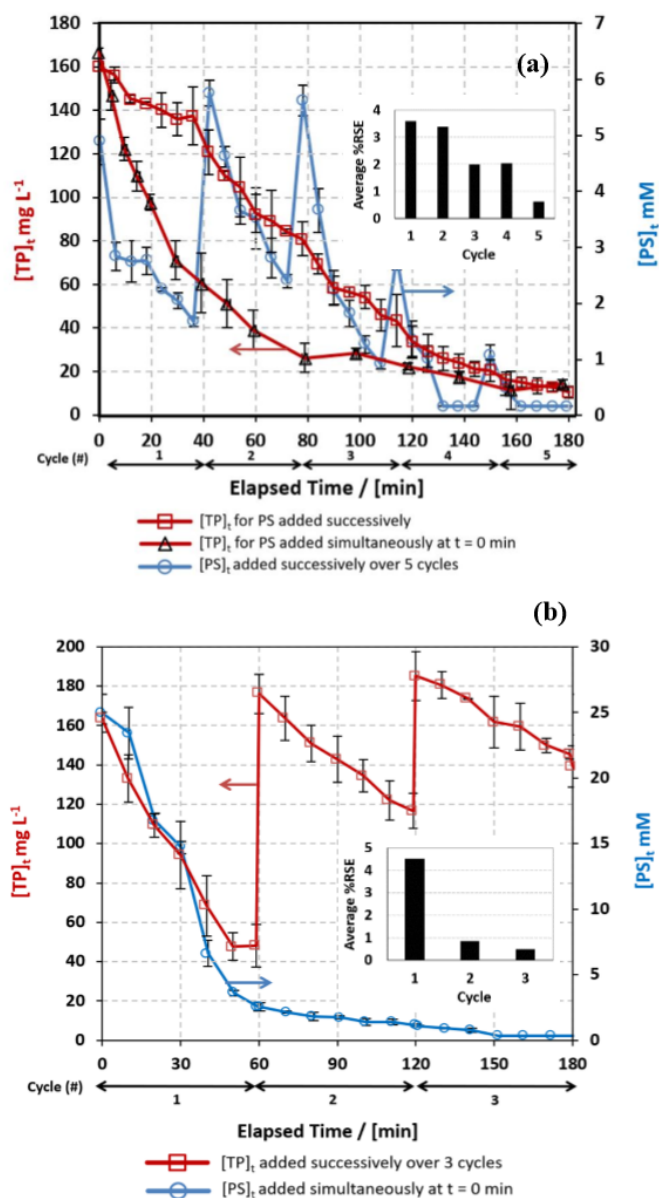 (a)
[TP]t mg L-1
180
160
140
120
100
80
60
40
20
0
[PS]t mM
7
6
5
4
3
2
1
0
Average %RSE
4
3
2
1
0
1 2 3 4 5
Cycle
0 20 40 60 80 100 120 140 160 180
Cycle (#) 1 2 3 4 5
Elapsed Time / [min]
[TP]t for PS added successively
[TP]t for PS added simultaneously at t = 0 min
[PS]t added successively over 5 cycles
(b)
[TP]t mg L-1
200
180
160
140
120
100
80
60
40
20
0
[PS]t mM
30
25
20
15
10
5
0
Average %RSE
5
4
3
2
1
0
1 2 3
Cycle
0 30 60 90 120 150 180
Cycle (#) 1 2 3
Elapsed Time / [min]
[TP]t added successively over 3 cycles
[PS]t added simultaneously at t = 0 min